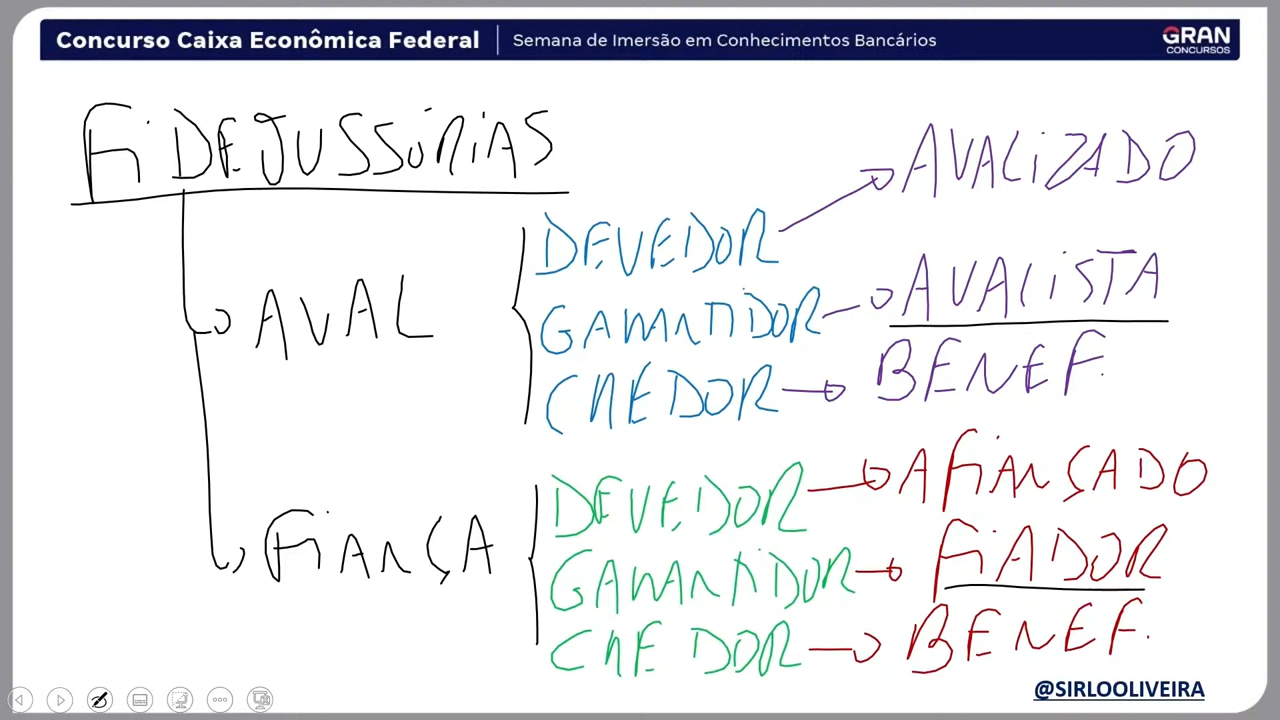 Concurso Caixa Econômica Federal | Semana de Imersão em Conhecimentos Bancários
GRAN CONCURSOS
FIDEJUSSÓRIAS
AVAL
DEVEDOR → AVALIZADO
GARANTIDOR → AVALISTA
CREDOR → BENEF.
FIANÇA
DEVEDOR → AFIANÇADO
GARANTIDOR → FIADOR
CREDOR → BENEF.
@SIRLOOLIVEIRA